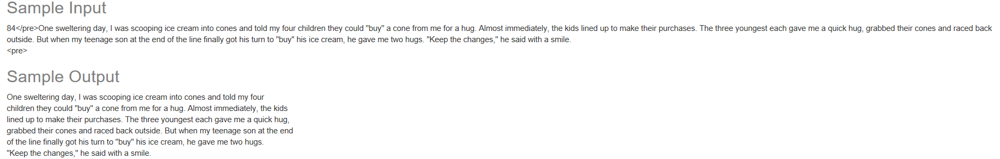 Sample Input
84</pre>One sweltering day, I was scooping ice cream into cones and told my four children they could "buy" a cone from me for a hug. Almost immediately, the kids lined up to make their purchases. The three youngest each gave me a quick hug, grabbed their cones and raced back
outside. But when my teenage son at the end of the line finally got his turn to "buy" his ice cream, he gave me two hugs. "Keep the changes," he said with a smile.
<pre>
Sample Output
One sweltering day, I was scooping ice cream into cones and told my four
children they could "buy" a cone from me for a hug. Almost immediately, the kids
lined up to make their purchases. The three youngest each gave me a quick hug,
grabbed their cones and raced back outside. But when my teenage son at the end
of the line finally got his turn to "buy" his ice cream, he gave me two hugs.
"Keep the changes," he said with a smile.